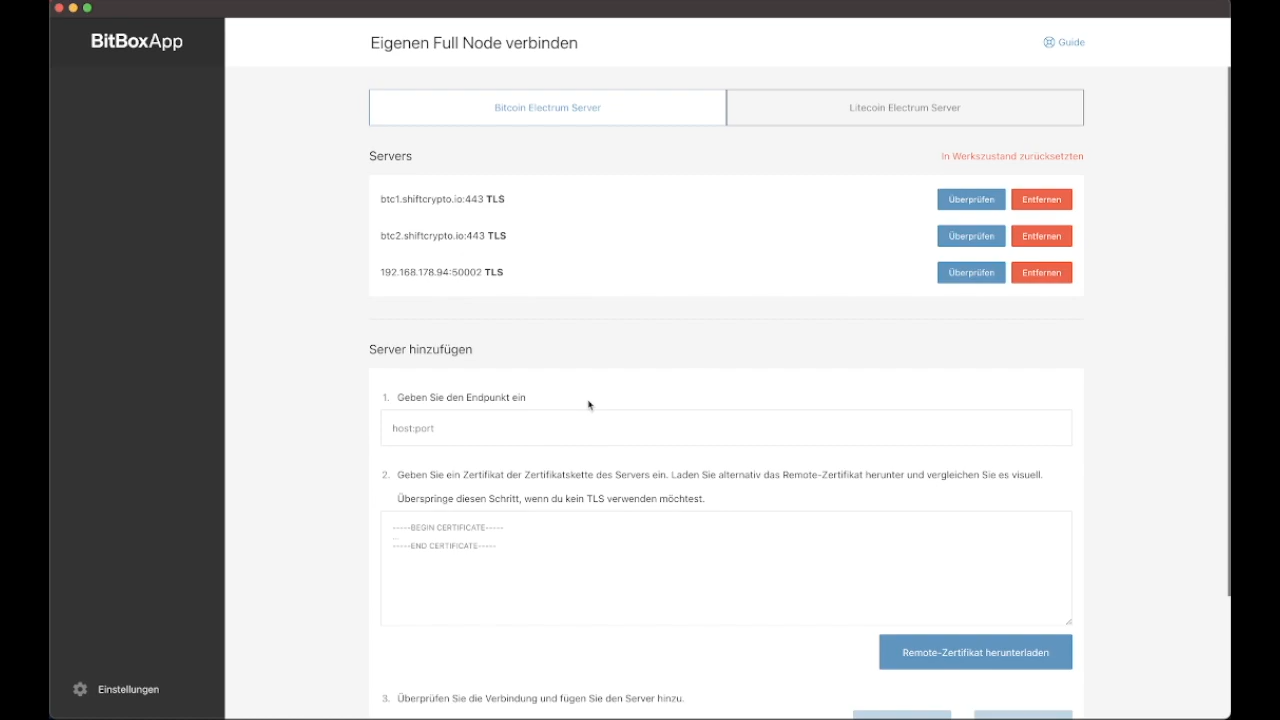 BitBoxApp
Eigenen Full Node verbinden
Guide
Bitcoin Electrum Server
Litecoin Electrum Server
Servers
In Werkszustand zurücksetzten
btc1.shiftcrypto.io:443 TLS
Überprüfen
Entfernen
btc2.shiftcrypto.io:443 TLS
Überprüfen
Entfernen
192.168.178.94:50002 TLS
Überprüfen
Entfernen
Server hinzufügen
1. Geben Sie den Endpunkt ein
host:port
2. Geben Sie ein Zertifikat der Zertifikatskette des Servers ein. Laden Sie alternativ das Remote-Zertifikat herunter und vergleichen Sie es visuell.
Überspringe diesen Schritt, wenn du kein TLS verwenden möchtest.
-----BEGIN CERTIFICATE-----
...
-----END CERTIFICATE-----
Remote-Zertifikat herunterladen
3. Überprüfen Sie die Verbindung und fügen Sie den Server hinzu.
Einstellungen